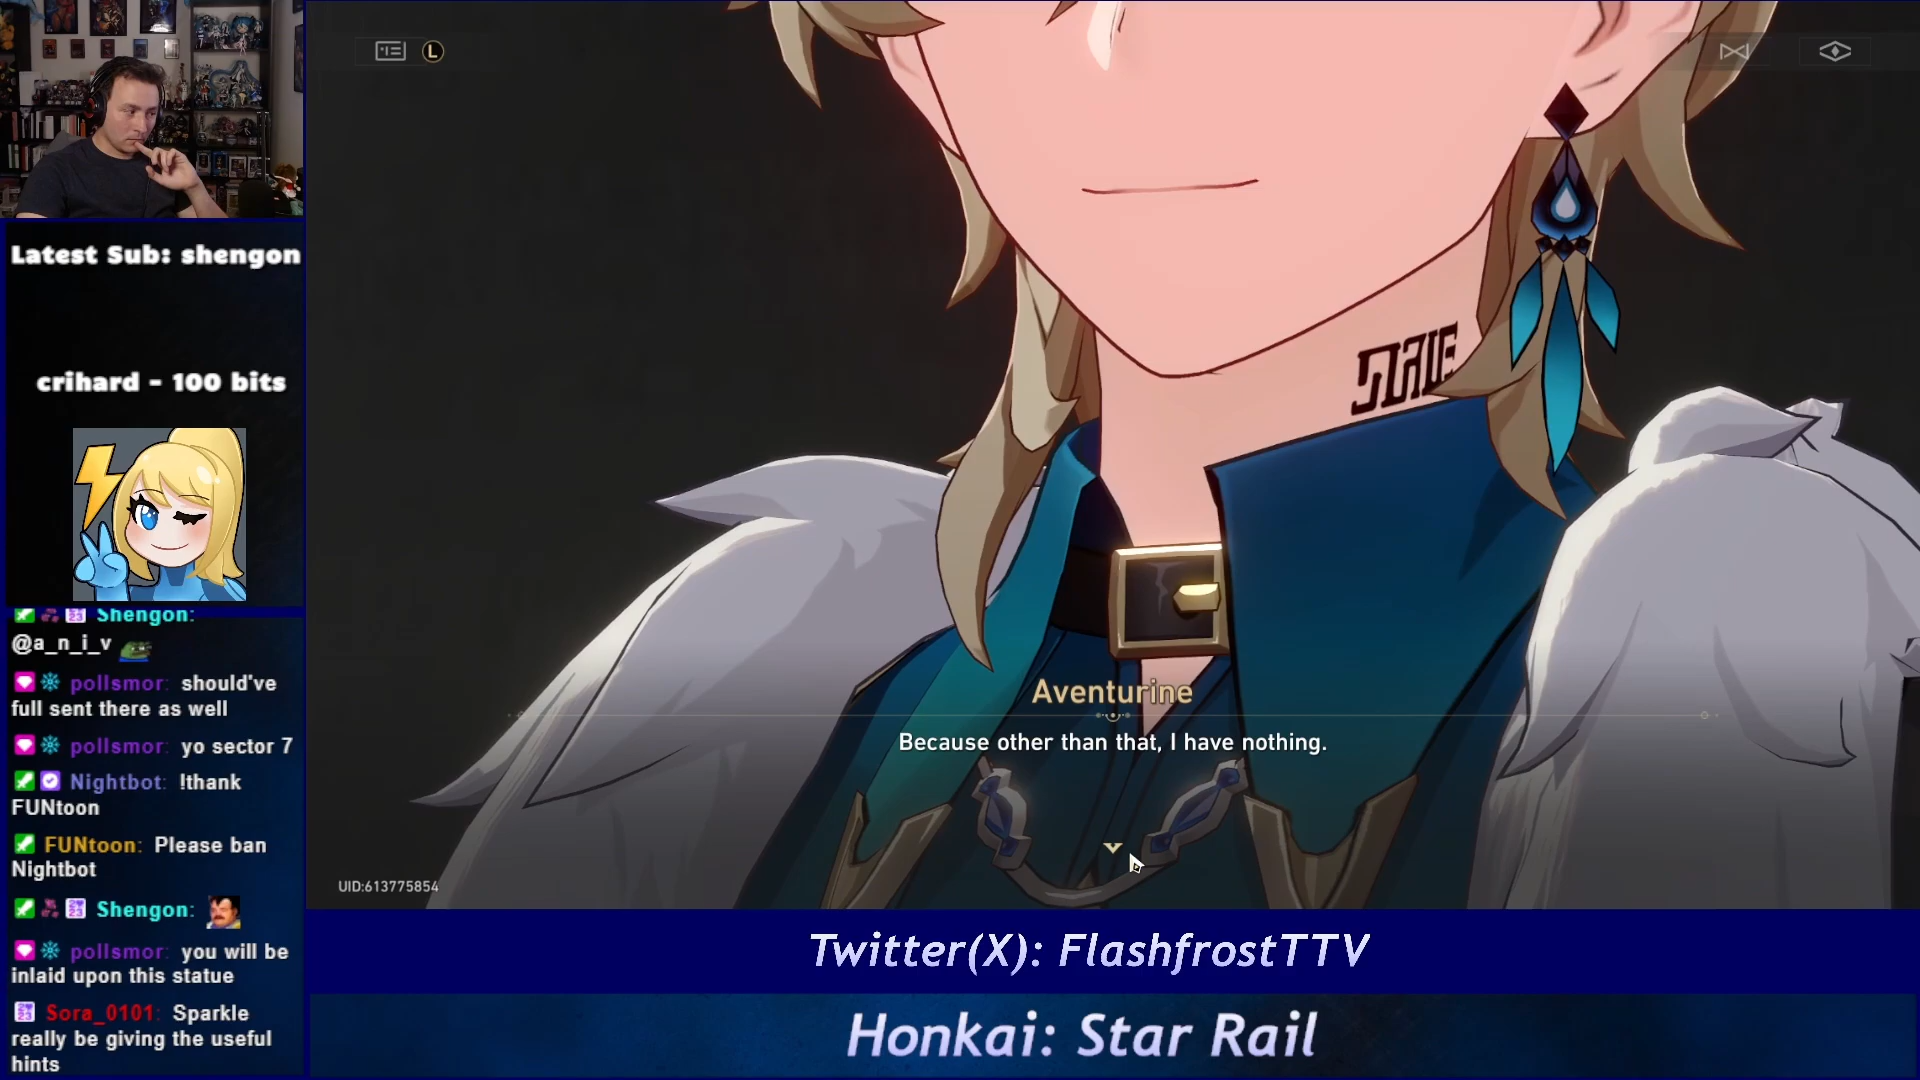 L
Latest Sub: shengon
crihard - 100 bits
Shengon:
@a_n_i_v
pollsmor: should've
full sent there as well
pollsmor: yo sector 7
Nightbot: !thank
FUNtoon
FUNtoon: Please ban
Nightbot
Shengon:
pollsmor: you will be
inlaid upon this statue
Sora_0101: Sparkle
really be giving the useful
hints
Aventurine
Because other than that, I have nothing.
UID:613775854
Twitter(X): FlashfrostTTV
Honkai: Star Rail